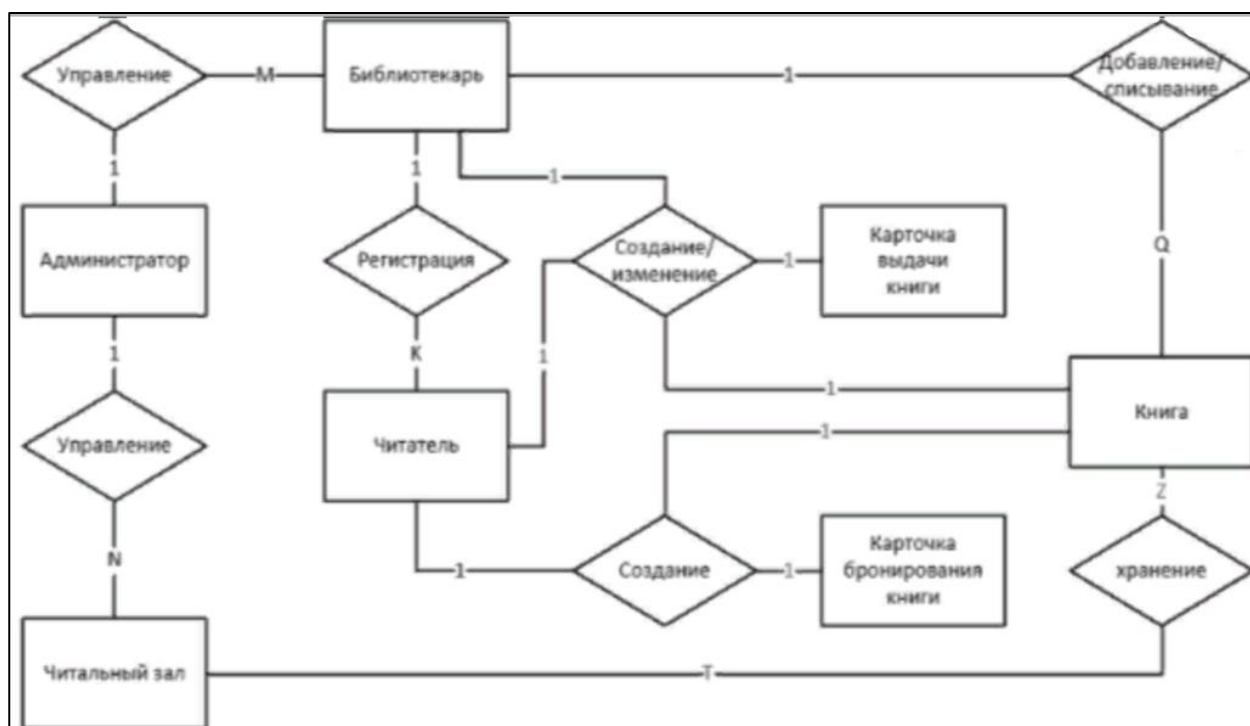 Управление
М
Библиотекарь
1
Добавление/
списывание
1
1
1
Администратор
Регистрация
Создание/
изменение
1
Карточка
выдачи
книги
Q
1
K
1
1
Управление
Читатель
1
Книга
Z
N
1
Создание
1
Карточка
бронирования
книги
хранение
Читальный зал
T